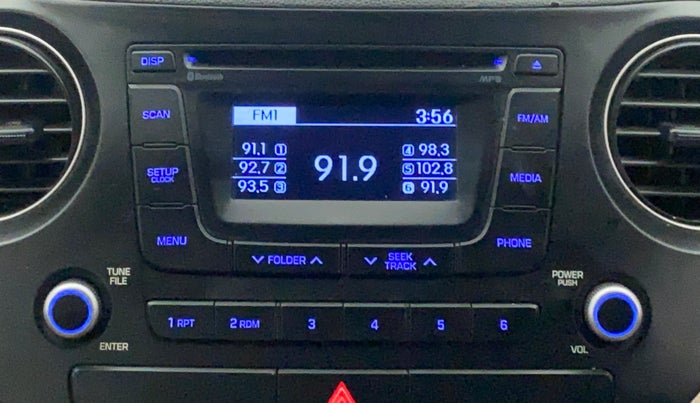 DISP
Bluetooth
MP3
SCAN
FM1
3:56
FM/AM
91.1 1
92.7 2
93.5 3
91.9
4 98.3
5 102.8
6 91.9
SETUP
CLOCK
MEDIA
MENU
FOLDER
SEEK
TRACK
PHONE
TUNE
FILE
POWER
PUSH
1 RPT
2 RDM
3
4
5
6
ENTER
VOL